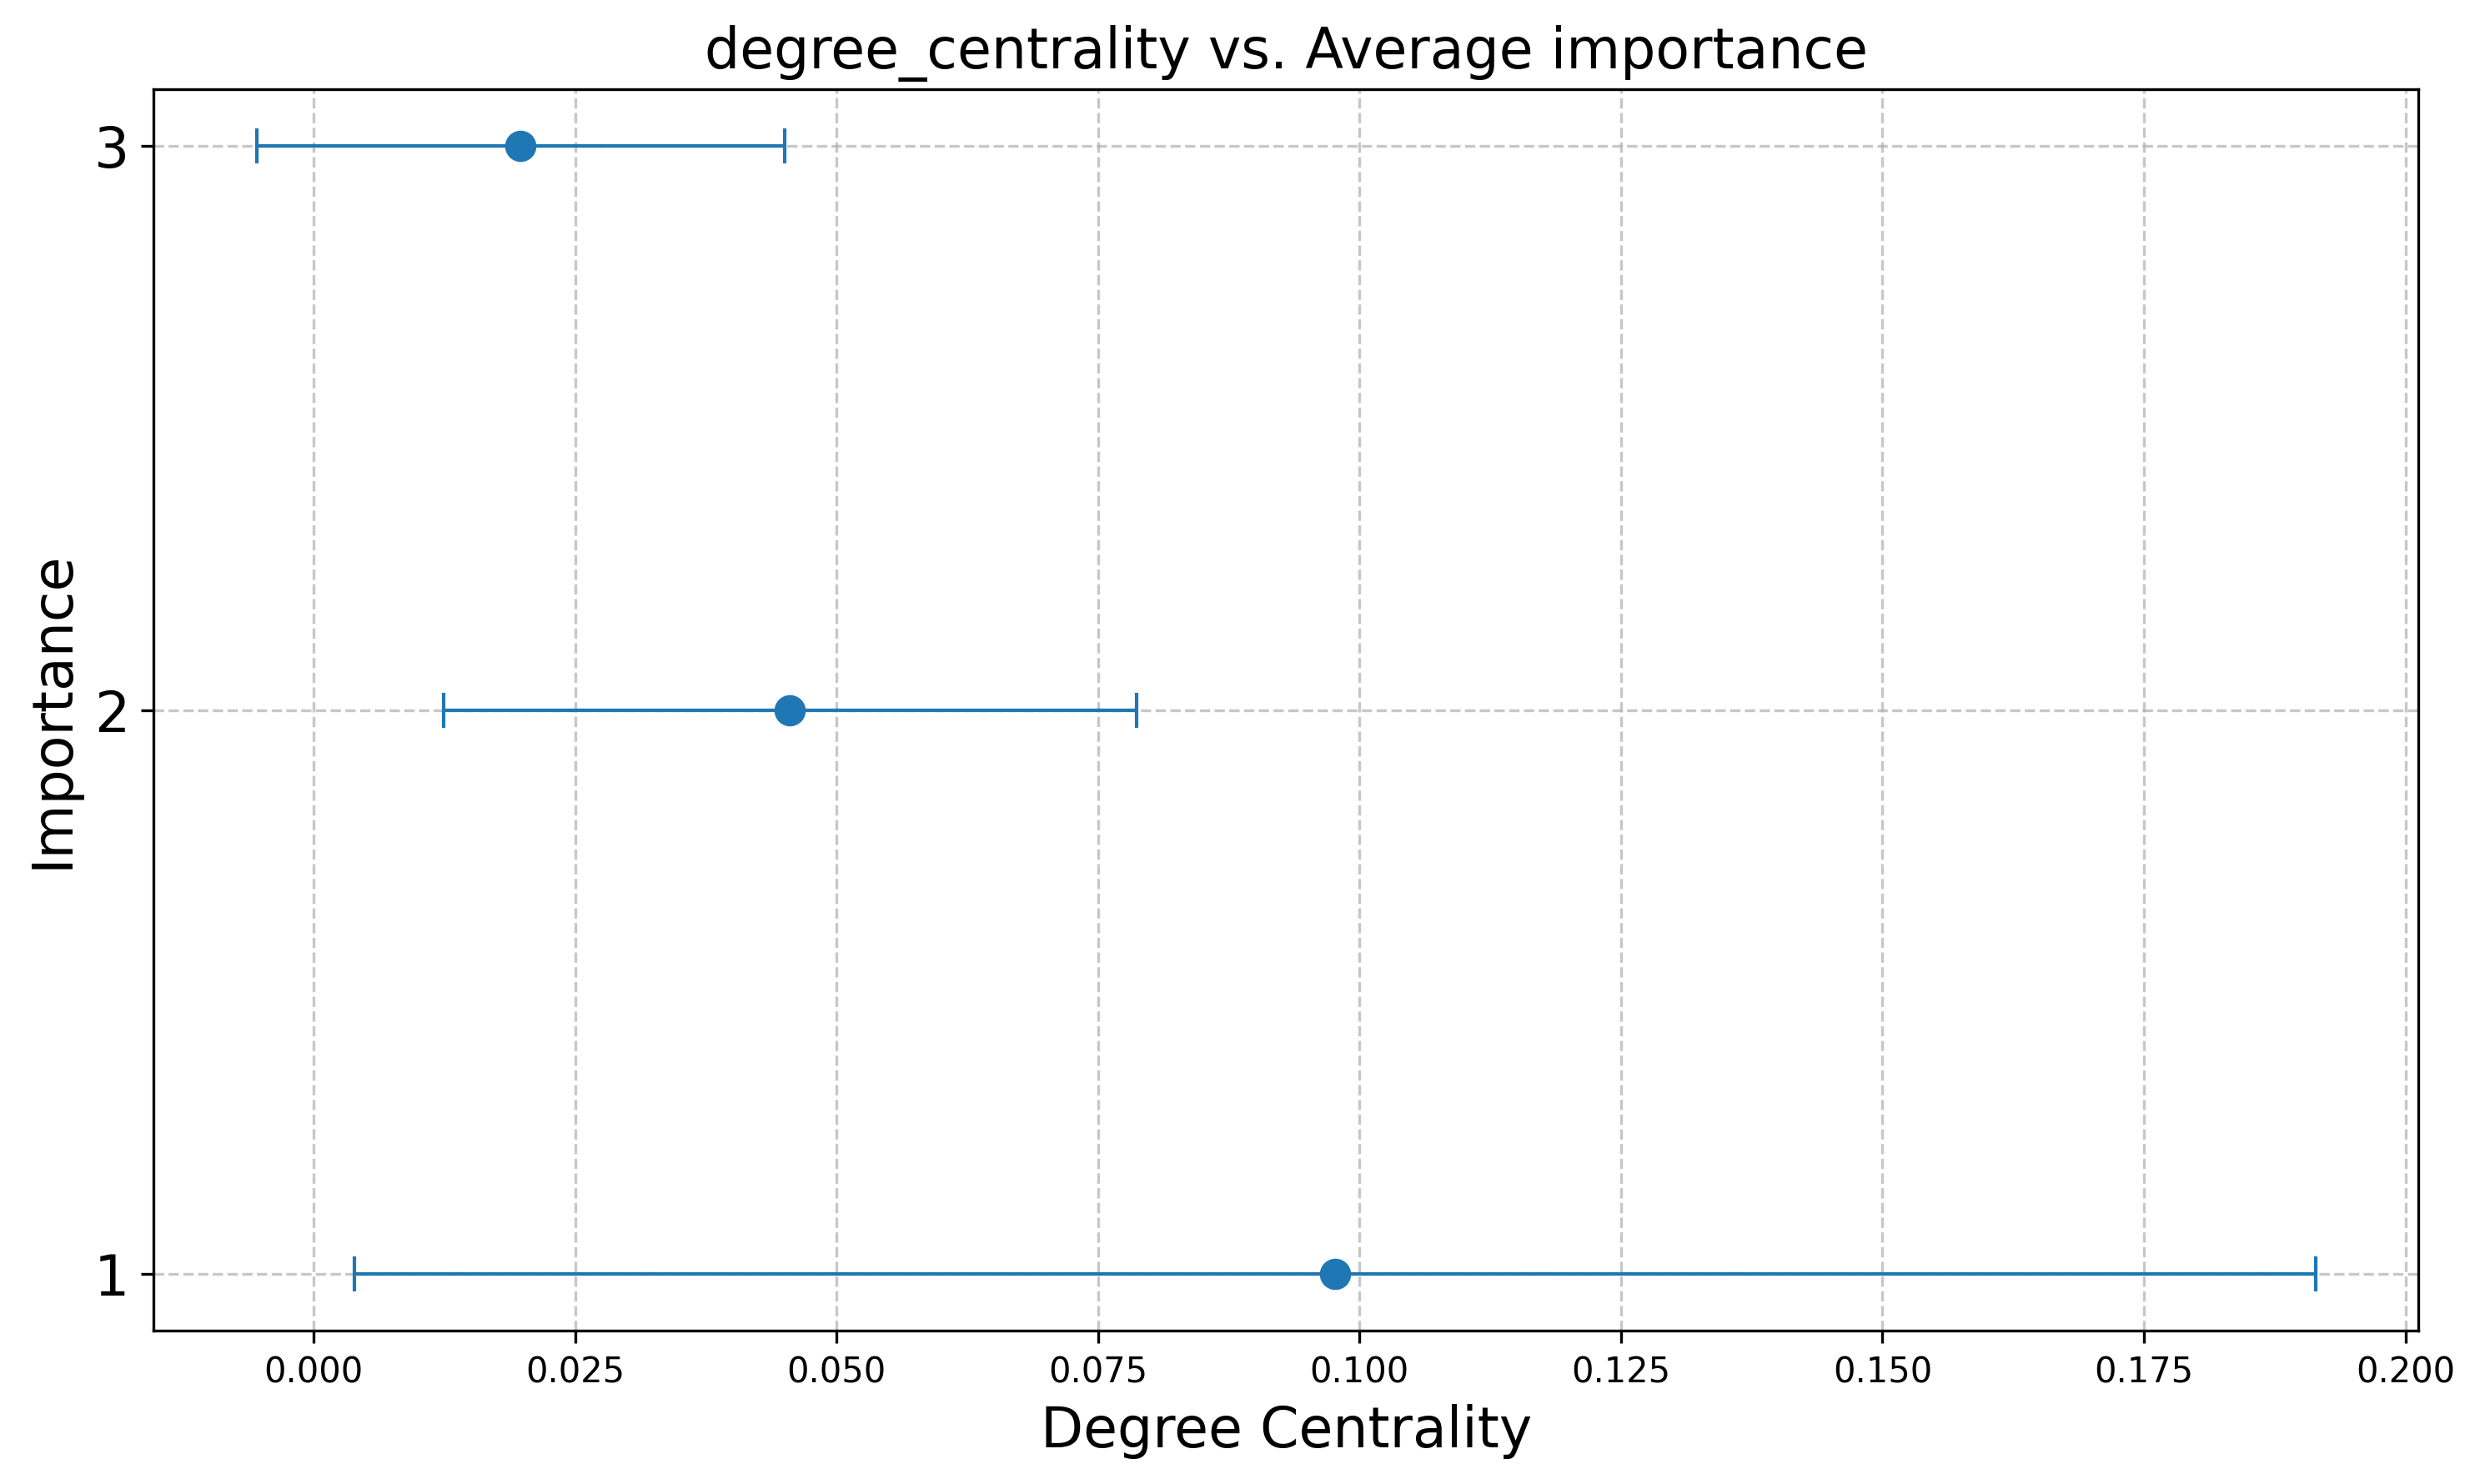 degree_centrality vs. Average importance
3
2
1
Importance
0.000 0.025 0.050 0.075 0.100 0.125 0.150 0.175 0.200
Degree Centrality